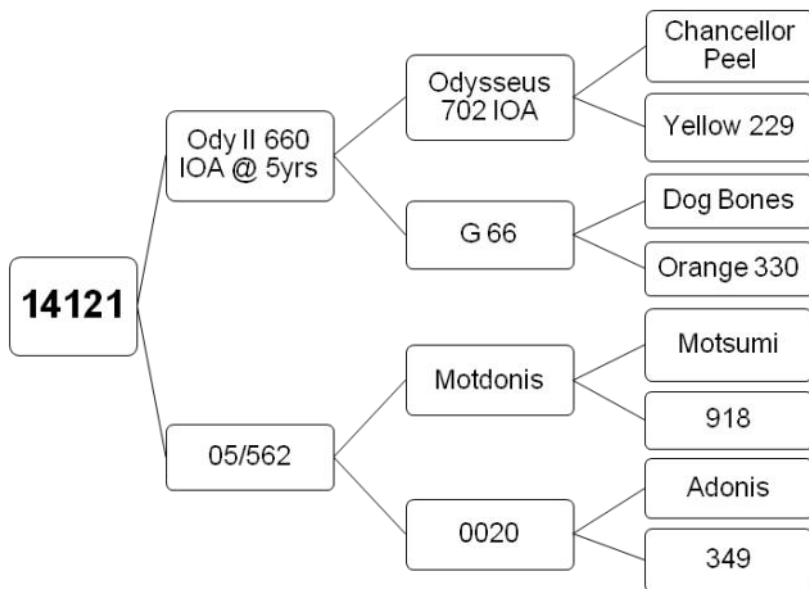 Chancellor
Peel
Odysseus
702 IOA
Yellow 229
Ody II 660
IOA @ 5yrs
Dog Bones
G 66
Orange 330
14121
Motsumi
Motdonis
918
05/562
Adonis
0020
349